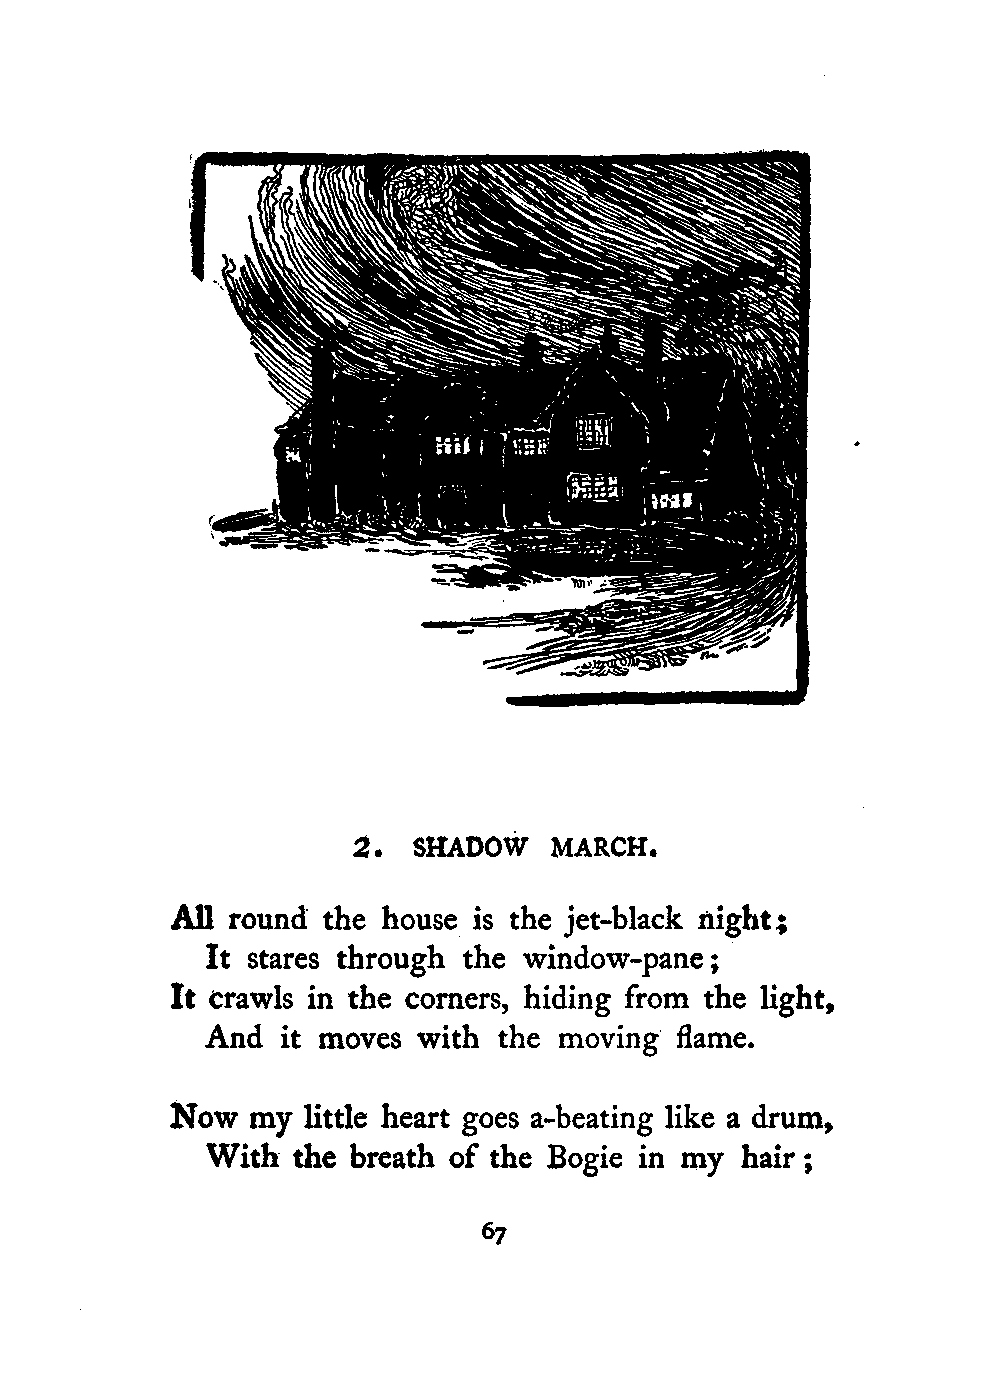 2. SHADOW MARCH.
All round the house is the jet-black night;
It stares through the window-pane;
It crawls in the corners, hiding from the light,
And it moves with the moving flame.
Now my little heart goes a-beating like a drum,
With the breath of the Bogie in my hair;
67